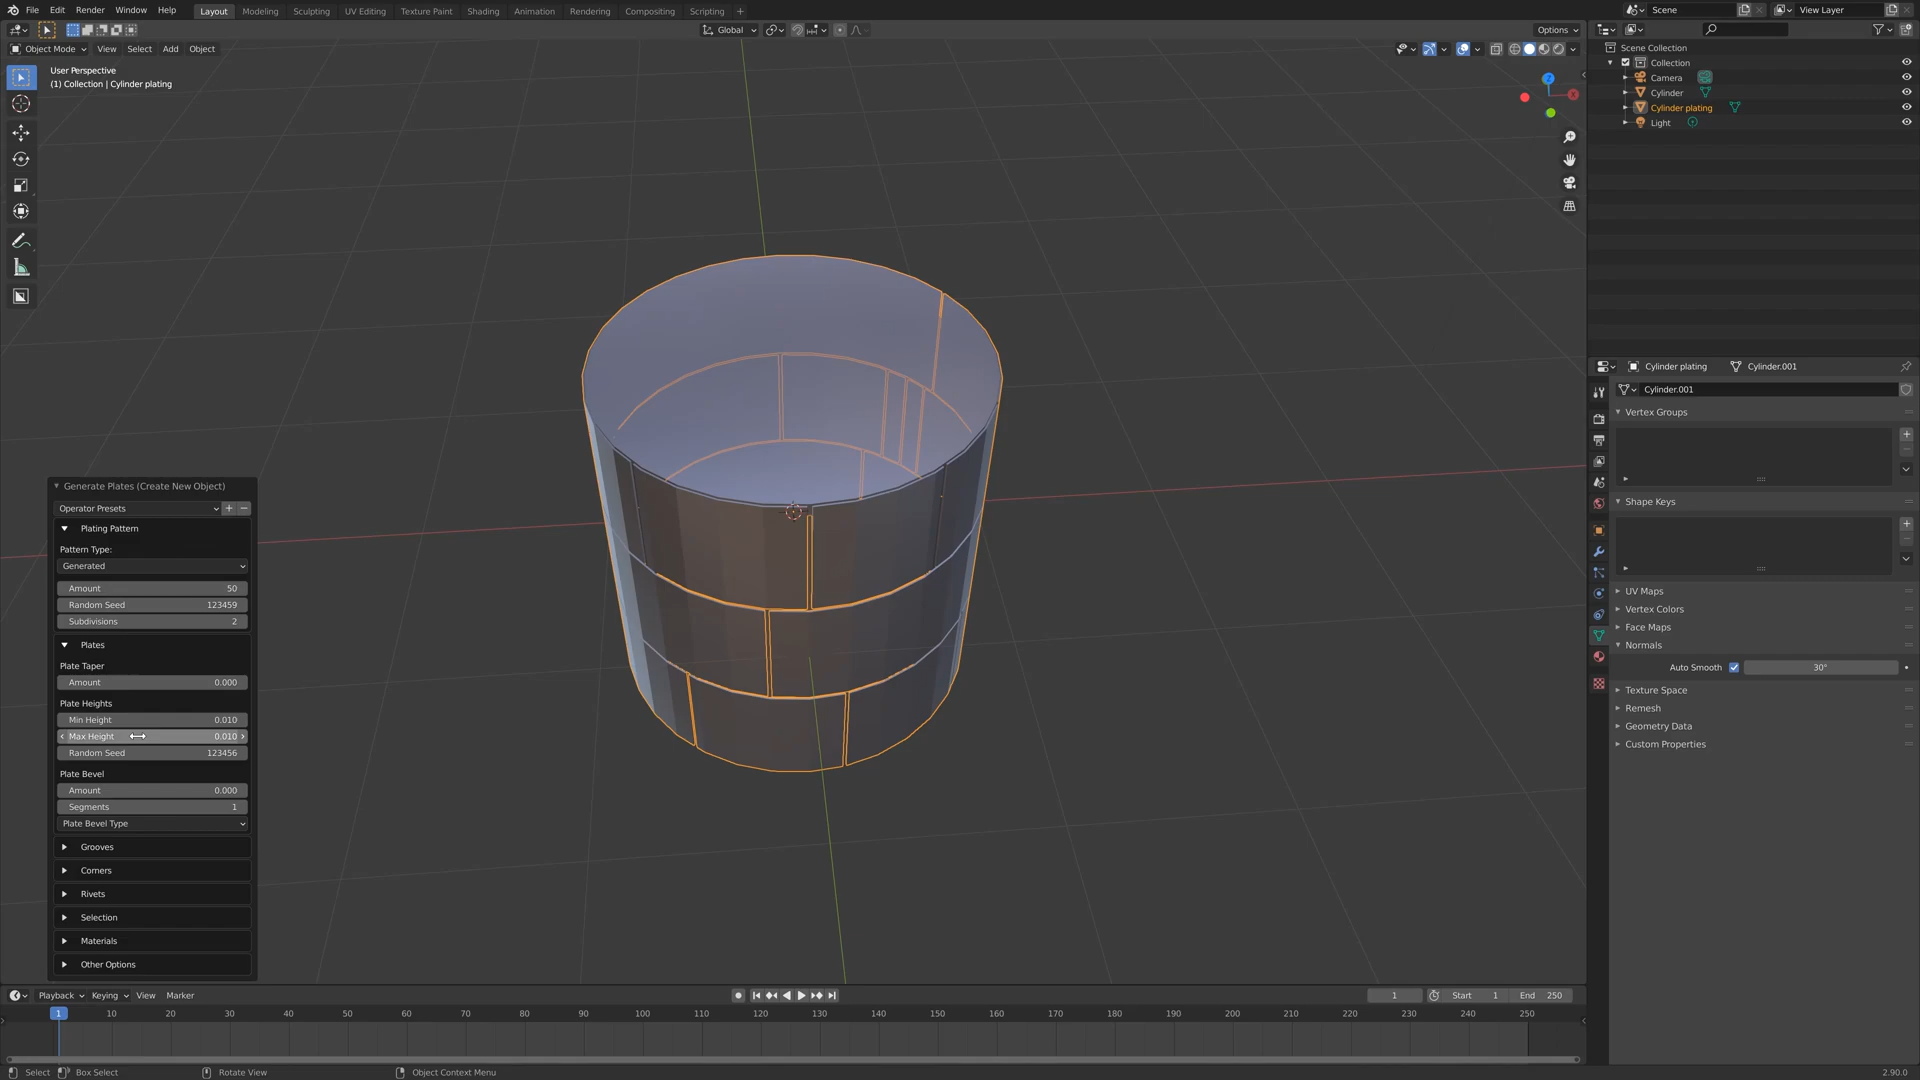 File Edit Render Window Help Layout Modeling Sculpting UV Editing Texture Paint Shading Animation Rendering Compositing Scripting + Scene View Layer
Global Options
Object Mode View Select Add Object
User Perspective
(1) Collection | Cylinder plating
Z
X
Scene Collection
Collection
Camera
Cylinder
Cylinder plating
Light
Cylinder plating Cylinder.001
Cylinder.001
Vertex Groups
Shape Keys
UV Maps
Vertex Colors
Face Maps
Normals
Auto Smooth 30°
Texture Space
Remesh
Geometry Data
Custom Properties
Generate Plates (Create New Object)
Operator Presets
Plating Pattern
Pattern Type:
Generated
Amount 50
Random Seed 123459
Subdivisions 2
Plates
Plate Taper
Amount 0.000
Plate Heights
Min Height 0.010
Max Height 0.010
Random Seed 123456
Plate Bevel
Amount 0.000
Segments 1
Plate Bevel Type
Grooves
Corners
Rivets
Selection
Materials
Other Options
Playback Keying View Marker 1 Start 1 End 250
1 10 20 30 40 50 60 70 80 90 100 110 120 130 140 150 160 170 180 190 200 210 220 230 240 250
Select Box Select Rotate View Object Context Menu 2.90.0